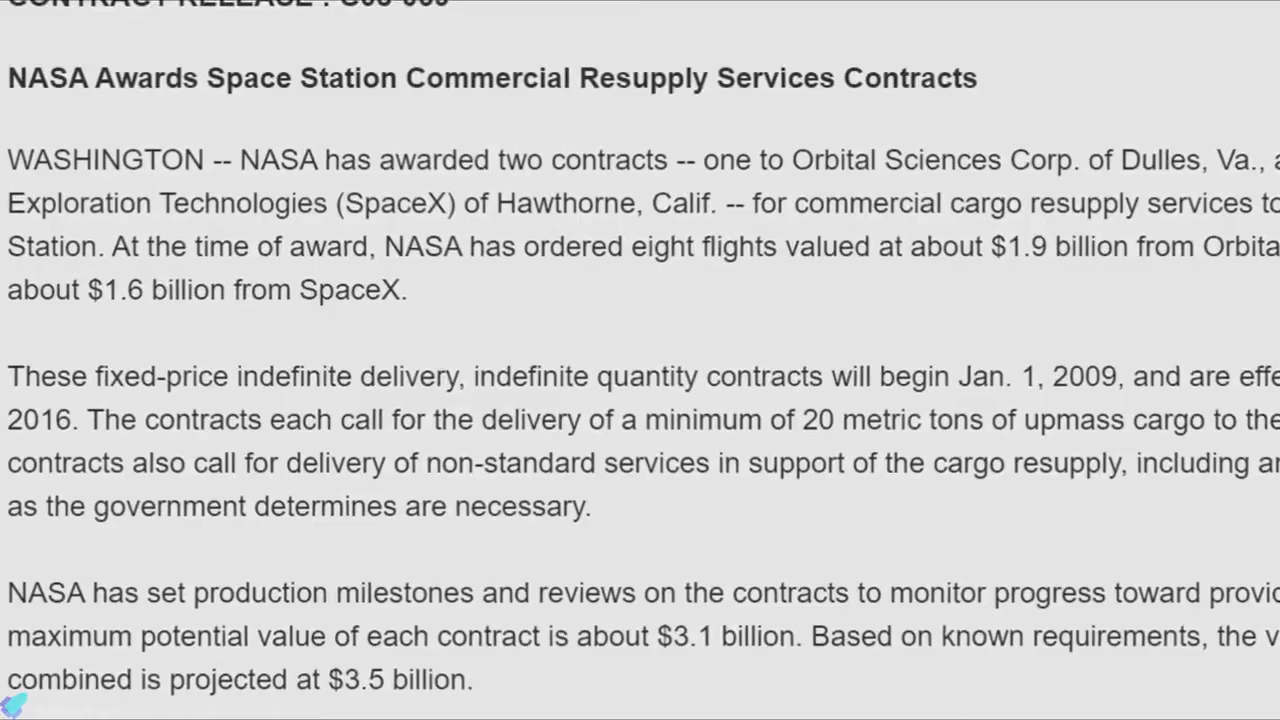 CONTRACT RELEASE : C08-069
NASA Awards Space Station Commercial Resupply Services Contracts
WASHINGTON -- NASA has awarded two contracts -- one to Orbital Sciences Corp. of Dulles, Va.,
Exploration Technologies (SpaceX) of Hawthorne, Calif. -- for commercial cargo resupply services to
Station. At the time of award, NASA has ordered eight flights valued at about $1.9 billion from
about $1.6 billion from SpaceX.
These fixed-price indefinite delivery, indefinite quantity contracts will begin Jan. 1, 2009, and are
2016. The contracts each call for the delivery of a minimum of 20 metric tons of upmass cargo to the
contracts also call for delivery of non-standard services in support of the cargo resupply, including
as the government determines are necessary.
NASA has set production milestones and reviews on the contracts to monitor progress toward
maximum potential value of each contract is about $3.1 billion. Based on known requirements, the
combined is projected at $3.5 billion.